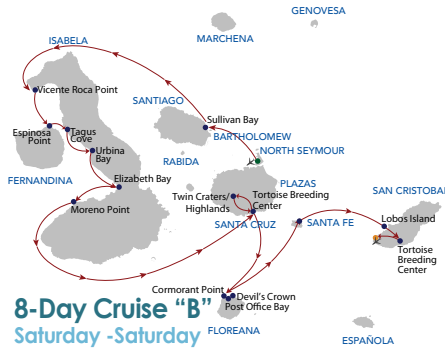 GENOVESA
MARCHENA
ISABELA
Vicente Roca Point
SANTIAGO
Sullivan Bay
Espinosa
Point
Tagus
Cove
BARTHOLOMEW
Urbina
Bay
NORTH SEYMOUR
RABIDA
FERNANDINA
Elizabeth Bay
PLAZAS
Twin Craters/
Highlands
Tortoise Breeding
Center
SAN CRISTOBAL
Moreno Point
Lobos Island
SANTA CRUZ
SANTA FE
Tortoise
Breeding
Center
Cormorant Point
Devil's Crown
Post Office Bay
FLOREANA
ESPAÑOLA
8-Day Cruise “B”
Saturday -Saturday